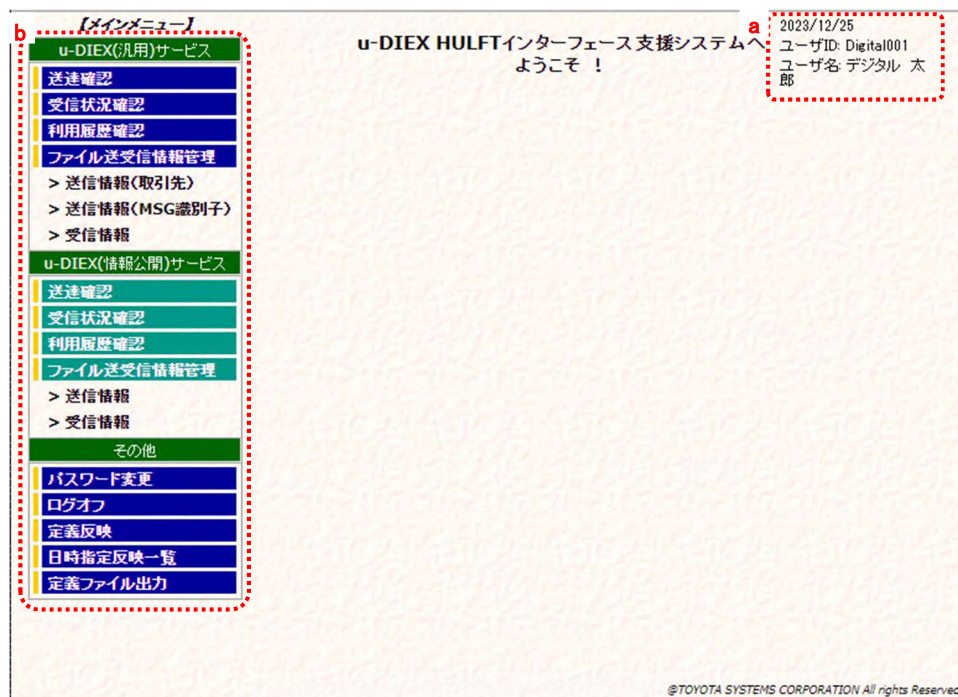 b
【メインメニュー】
u-DIEX(汎用)サービス
送達確認
受信状況確認
利用履歴確認
ファイル送受信情報管理
> 送信情報(取引先)
> 送信情報(MSG識別子)
> 受信情報
u-DIEX(情報公開)サービス
送達確認
受信状況確認
利用履歴確認
ファイル送受信情報管理
> 送信情報
> 受信情報
その他
パスワード変更
ログオフ
定義反映
日時指定反映一覧
定義ファイル出力
u-DIEX HULFTインターフェース支援システムへ
ようこそ !
a
2023/12/25
ユーザID: Digital001
ユーザ名: デジタル 太
郎
@TOYOTA SYSTEMS CORPORATION All rights Reserved